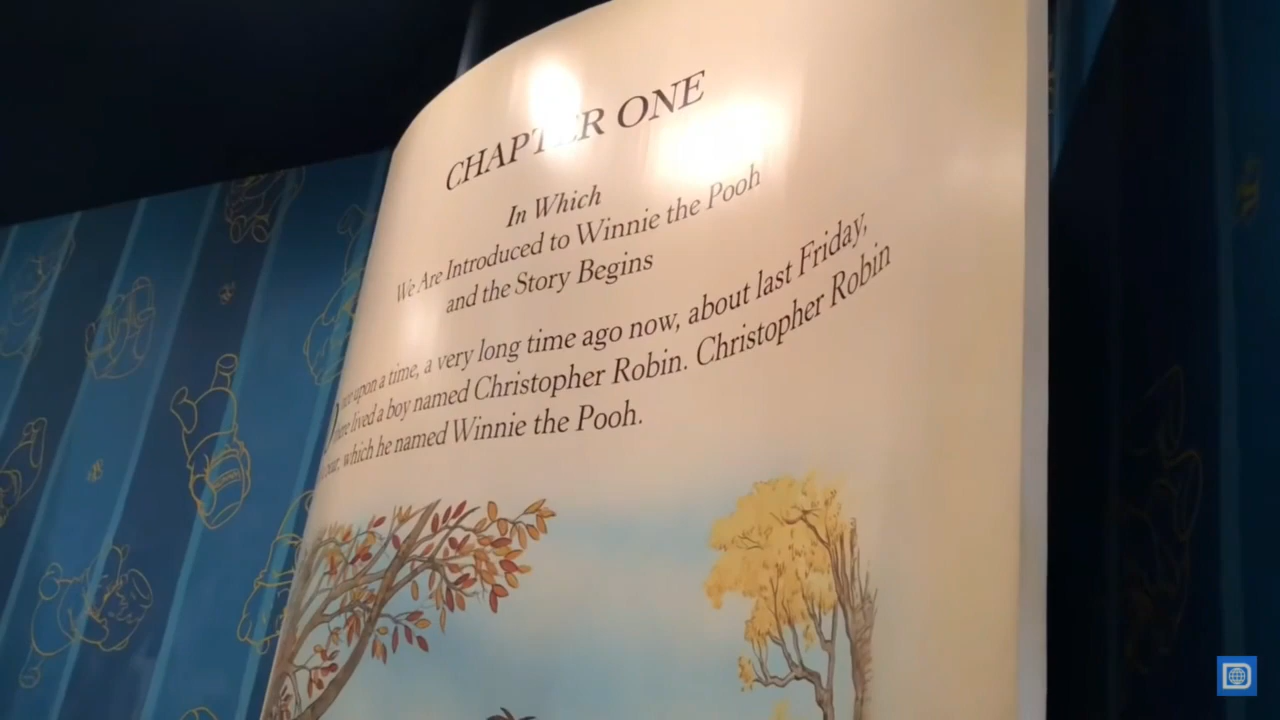 CHAPTER ONE
In Which
We Are Introduced to Winnie the Pooh
and the Story Begins
upon a time, a very long time ago now, about last Friday,
lived a boy named Christopher Robin. Christopher Robin
which he named Winnie the Pooh.